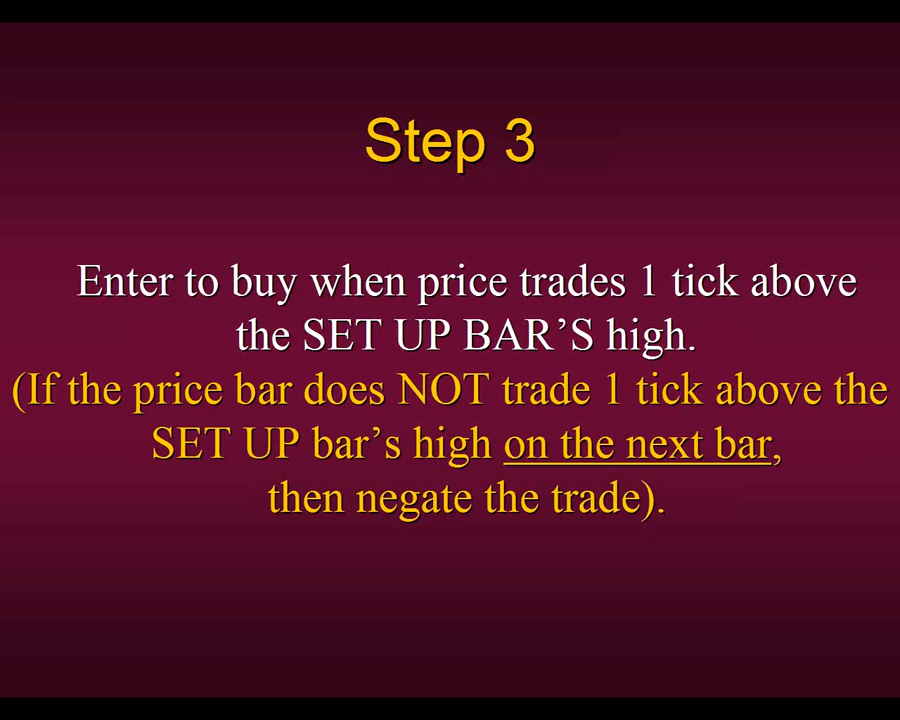 Step 3
Enter to buy when price trades 1 tick above
the SET UP BAR’S high.
(If the price bar does NOT trade 1 tick above the
SET UP bar’s high on the next bar,
then negate the trade).